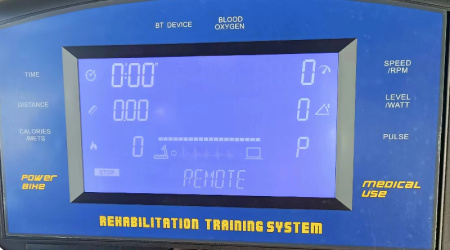 BT DEVICE BLOOD OXYGEN
TIME 0:00 0 SPEED /RPM
DISTANCE 0.00 0 LEVEL /WATT
CALORIES /METS 0 P PULSE
STOP PEMOTE
POWER BIKE MEDICAL USE
REHABILITATION TRAINING SYSTEM